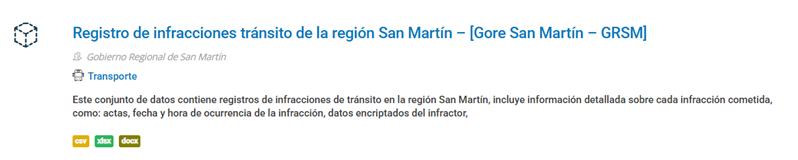 Registro de infracciones tránsito de la región San Martín – [Gore San Martín – GRSM]
Gobierno Regional de San Martín
Transporte
Este conjunto de datos contiene registros de infracciones de tránsito en la región San Martín, incluye información detallada sobre cada infracción cometida,
como: actas, fecha y hora de ocurrencia de la infracción, datos encriptados del infractor,
csv xlsx docx